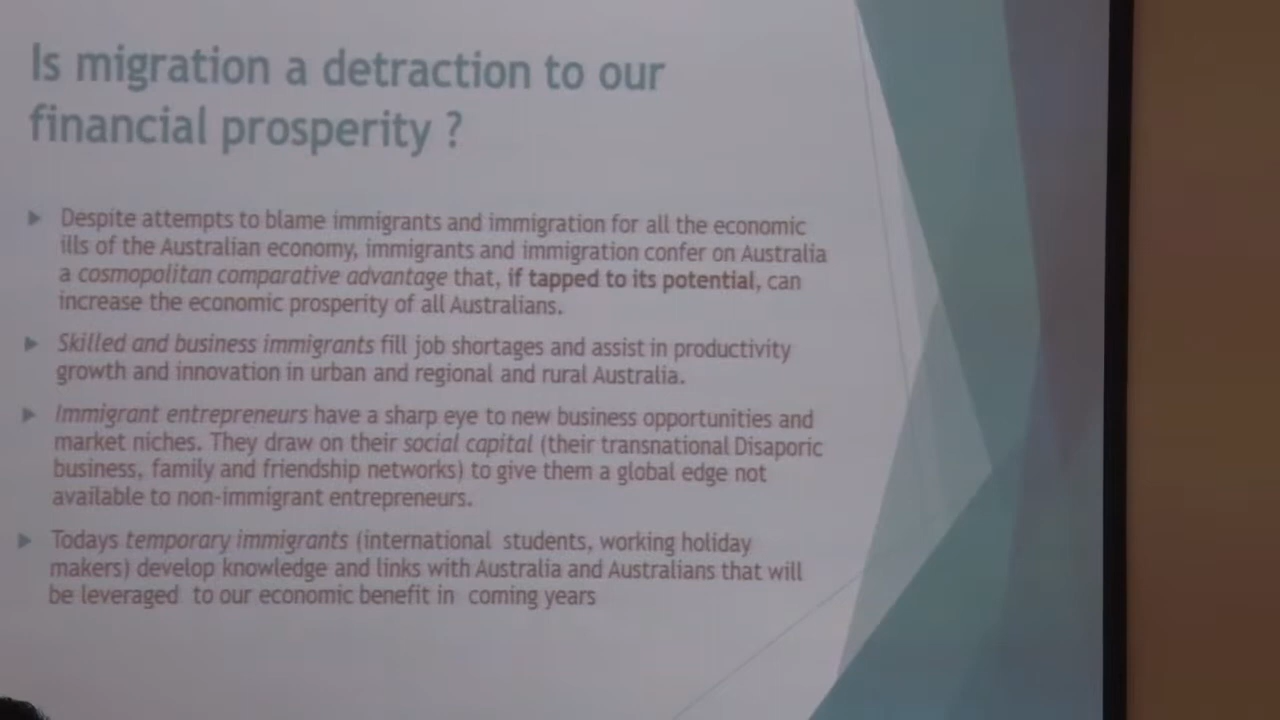 Is migration a detraction to our
financial prosperity ?
Despite attempts to blame immigrants and immigration for all the economic
ills of the Australian economy, immigrants and immigration confer on Australia
a cosmopolitan comparative advantage that, if tapped to its potential, can
increase the economic prosperity of all Australians.
Skilled and business immigrants fill job shortages and assist in productivity
growth and innovation in urban and regional and rural Australia.
Immigrant entrepreneurs have a sharp eye to new business opportunities and
market niches. They draw on their social capital (their transnational Disaporic
business, family and friendship networks) to give them a global edge not
available to non-immigrant entrepreneurs.
Todays temporary immigrants (international students, working holiday
makers) develop knowledge and links with Australia and Australians that will
be leveraged to our economic benefit in coming years